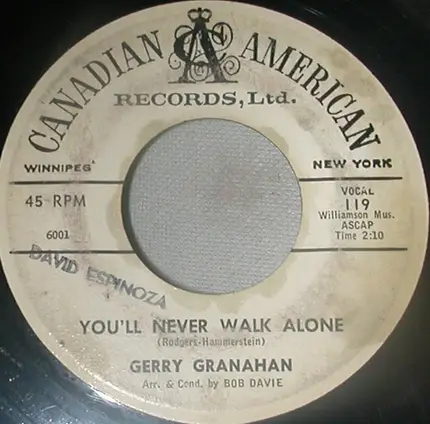 CANADIAN CA AMERICAN
RECORDS, Ltd.
WINNIPEG NEW YORK
45 RPM
6001
VOCAL
119
Williamson Mus.
ASCAP
Time 2:10
DAVID ESPINOZA
YOU'LL NEVER WALK ALONE
(Rodgers-Hammerstein)
GERRY GRANAHAN
Arr. & Cond. by BOB DAVIE